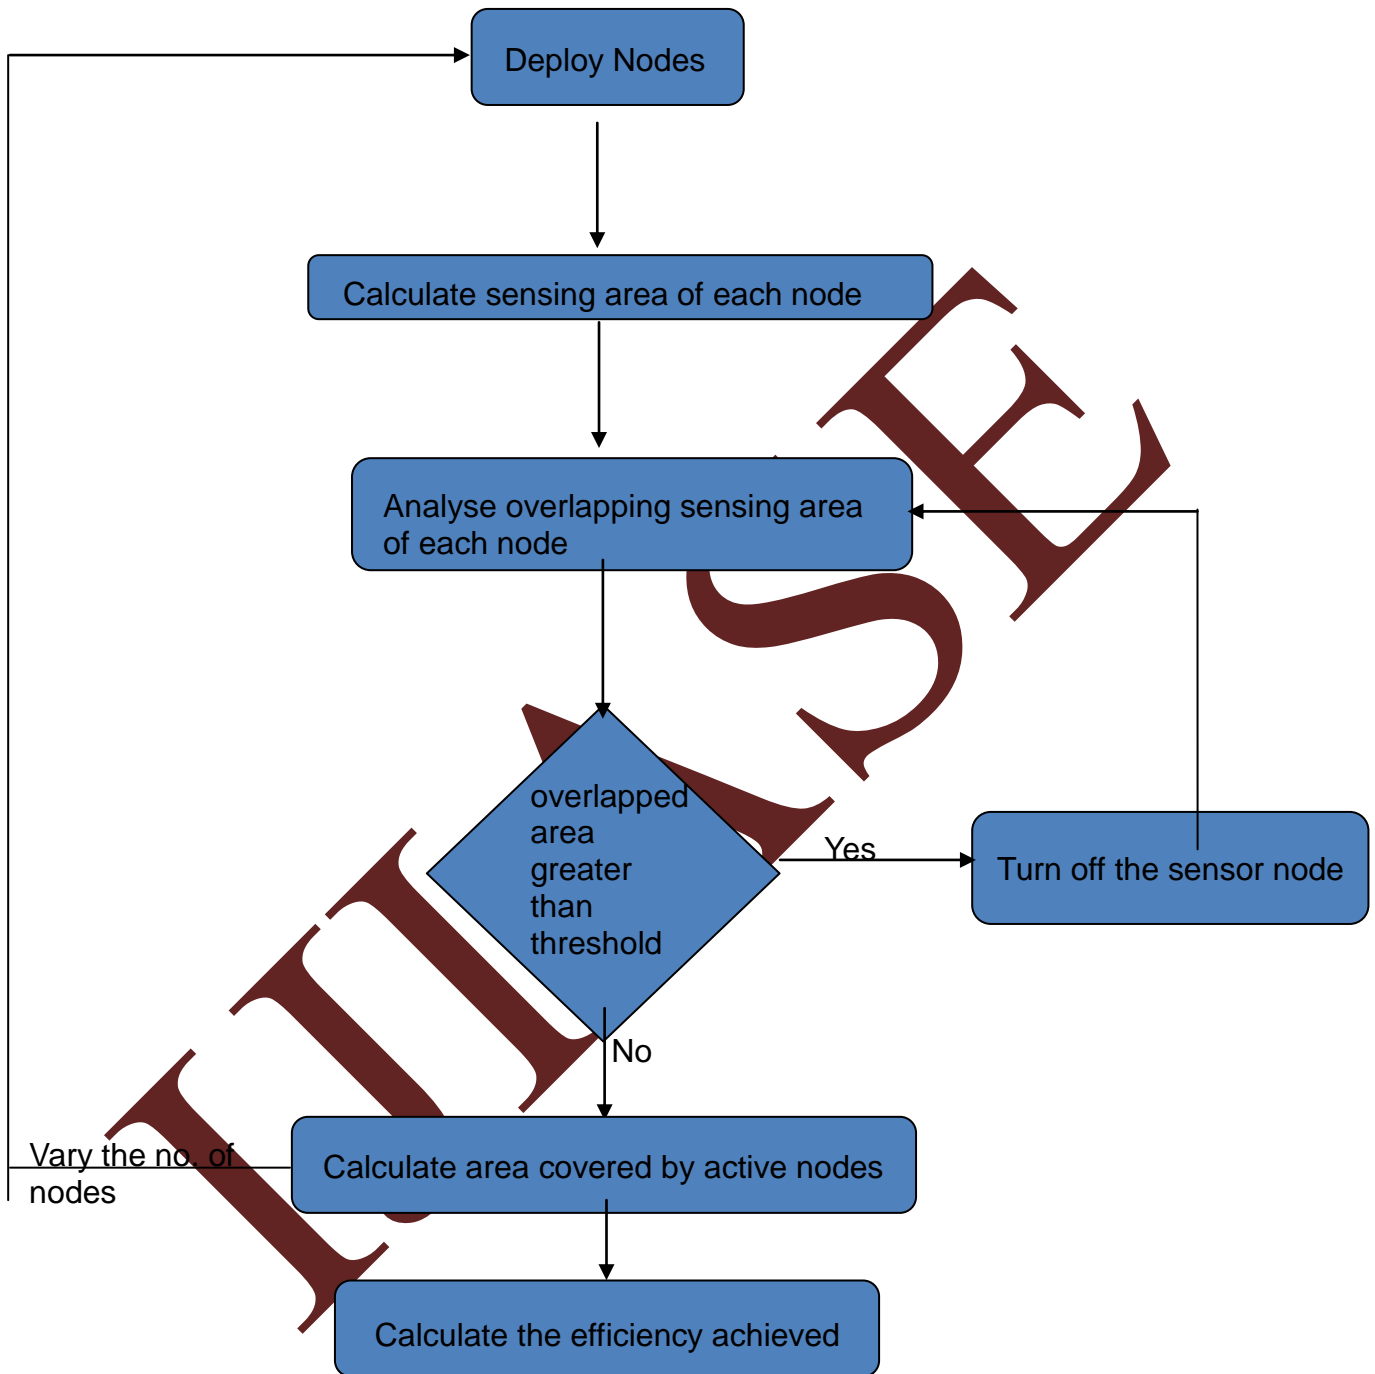 Deploy Nodes
Calculate sensing area of each node
Analyse overlapping sensing area
of each node
overlapped
area
greater
than
threshold
Yes
Turn off the sensor node
No
Vary the no. of
nodes
Calculate area covered by active nodes
Calculate the efficiency achieved